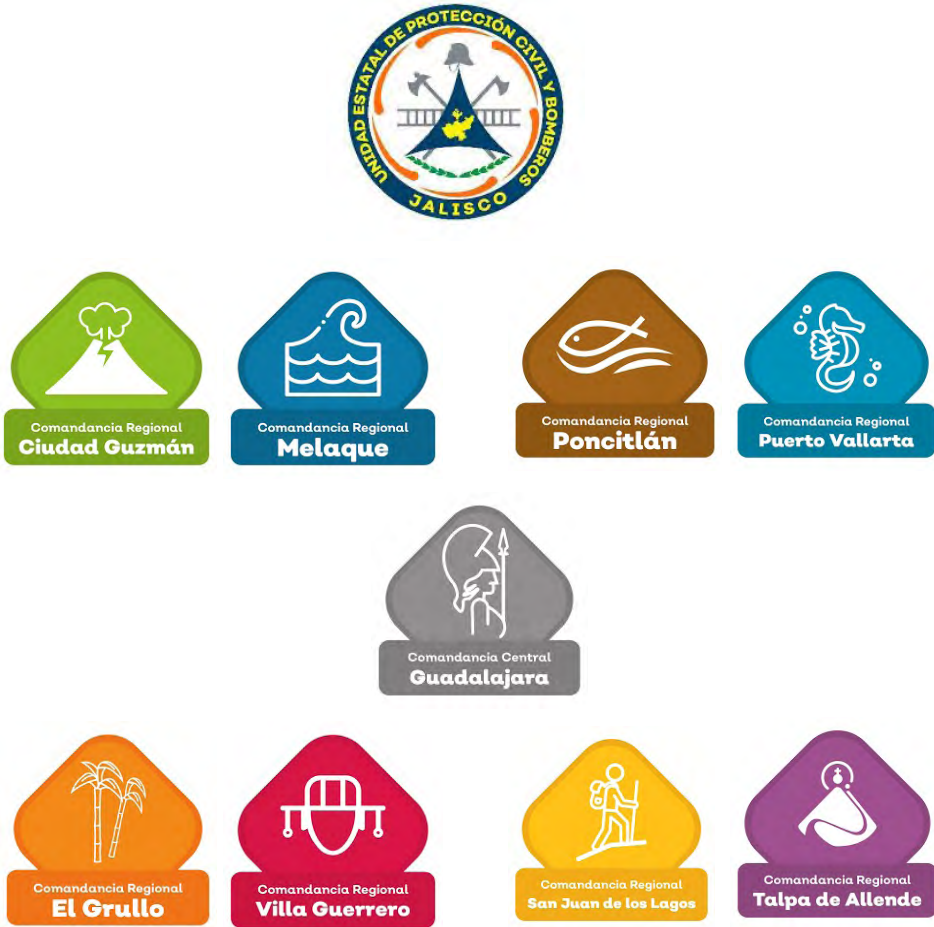 UNIDAD ESTATAL DE PROTECCIÓN CIVIL Y BOMBEROS
JALISCO
Comandancia Regional
Ciudad Guzmán
Comandancia Regional
Melaque
Comandancia Regional
Poncitlán
Comandancia Regional
Puerto Vallarta
Comandancia Central
Guadalajara
Comandancia Regional
El Grullo
Comandancia Regional
Villa Guerrero
Comandancia Regional
San Juan de los Lagos
Comandancia Regional
Talpa de Allende